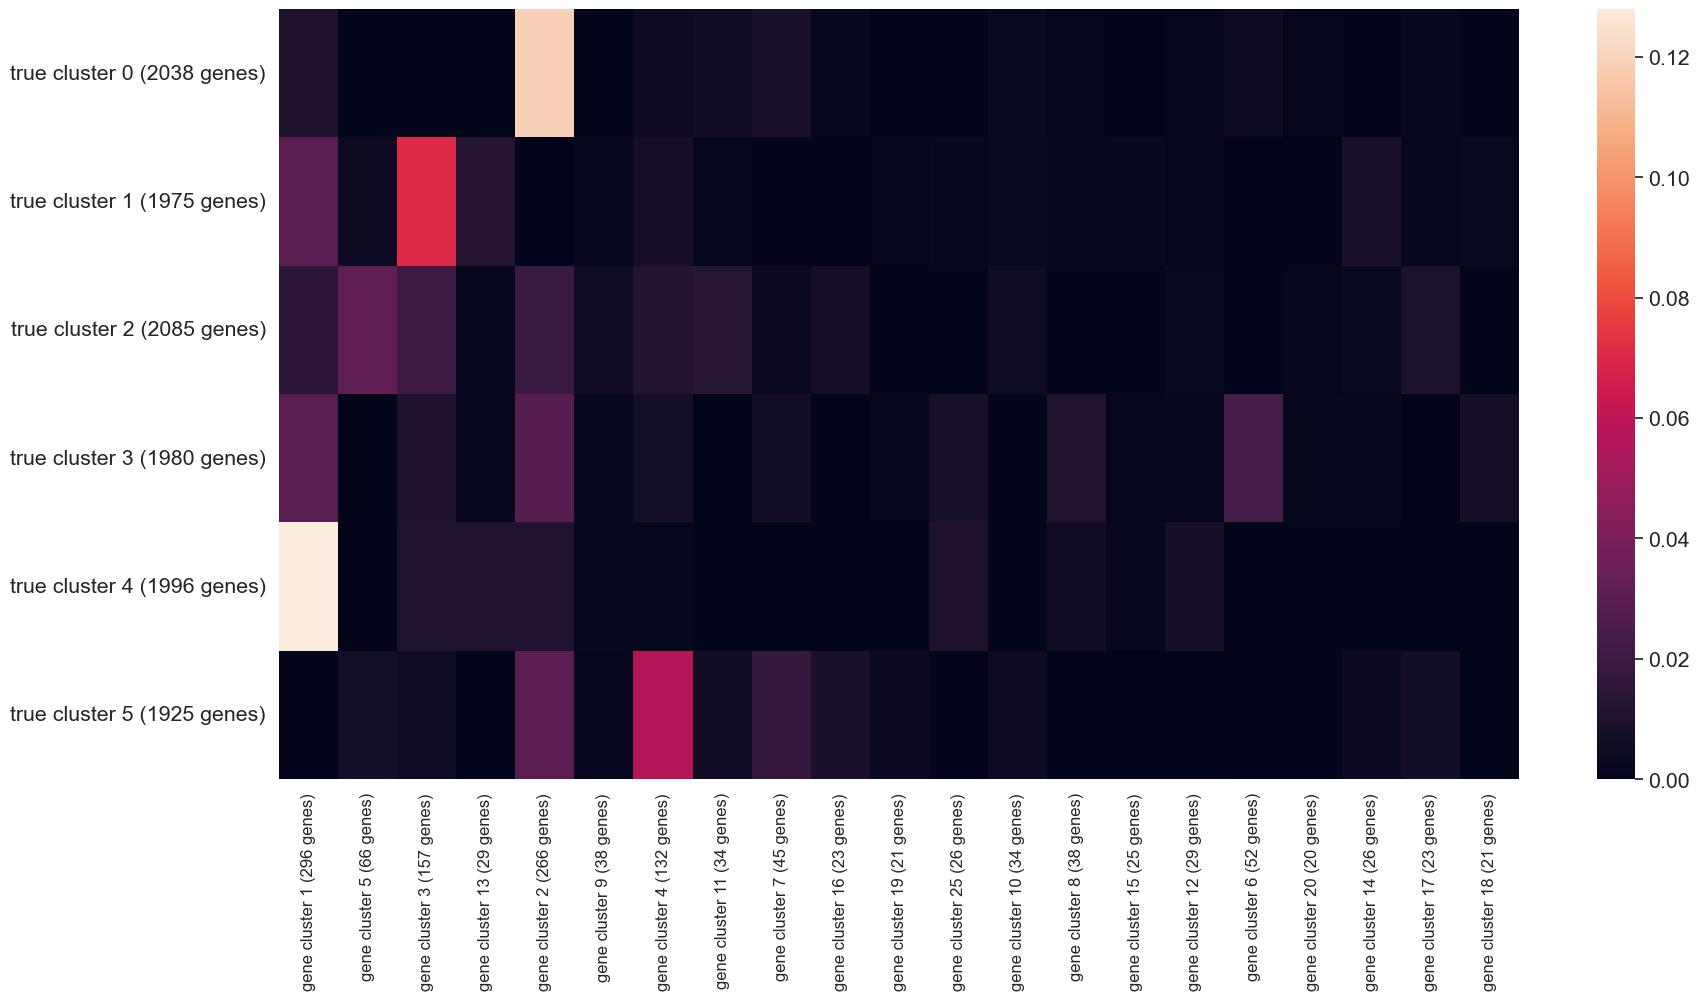 true cluster 0 (2038 genes)
true cluster 1 (1975 genes)
true cluster 2 (2085 genes)
true cluster 3 (1980 genes)
true cluster 4 (1996 genes)
true cluster 5 (1925 genes)
gene cluster 1 (296 genes)
gene cluster 5 (66 genes)
gene cluster 3 (157 genes)
gene cluster 13 (29 genes)
gene cluster 2 (266 genes)
gene cluster 9 (38 genes)
gene cluster 4 (132 genes)
gene cluster 11 (34 genes)
gene cluster 7 (45 genes)
gene cluster 16 (23 genes)
gene cluster 19 (21 genes)
gene cluster 25 (26 genes)
gene cluster 10 (34 genes)
gene cluster 8 (38 genes)
gene cluster 15 (25 genes)
gene cluster 12 (29 genes)
gene cluster 6 (52 genes)
gene cluster 20 (20 genes)
gene cluster 14 (26 genes)
gene cluster 17 (23 genes)
gene cluster 18 (21 genes)
0.12
0.10
0.08
0.06
0.04
0.02
0.00